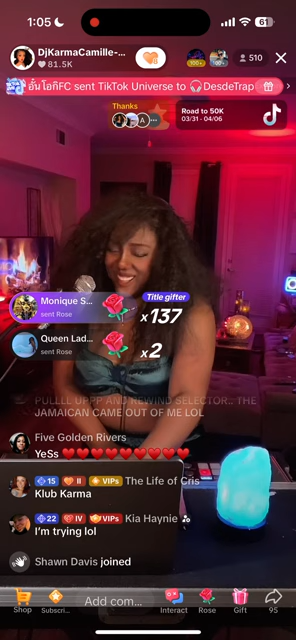 1:05
61
DjKarmaCamille-...
81.5K
510
อั๋นโอทีFC sent TikTok Universe to DesdeTrap
Thanks
A
Road to 50K
03/31 - 04/06
TikTok
Monique S...
sent Rose
Title gifter
x137
Queen Lad...
sent Rose
x2
PULLLL UPPP AND REWIND SELECTOR.. THE
JAMAICAN CAME OUT OF ME LOL
Five Golden Rivers
YeSs ❤️❤️❤️❤️❤️❤️❤️❤️❤️
15 II VIPs The Life of Cris
Klub Karma
22 IV VIPs Kia Haynie
I'm trying lol
Shawn Davis joined
Add com...
Shop
Subscri...
Interact
Rose
Gift
95